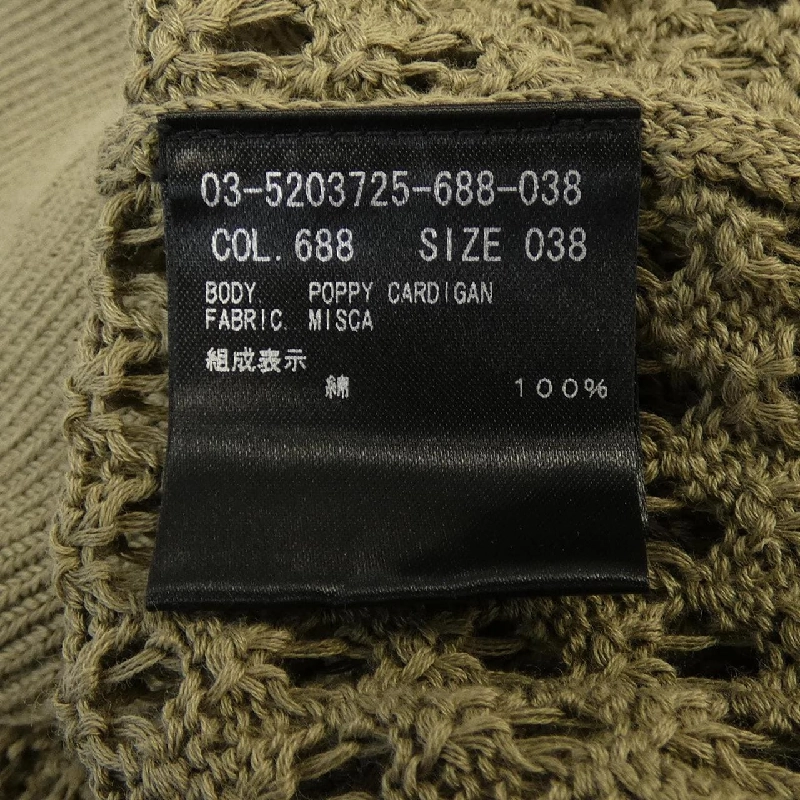 03-5203725-688-038
COL. 688 SIZE 038
BODY. POPPY CARDIGAN
FABRIC. MISCA
組成表示
綿 100%